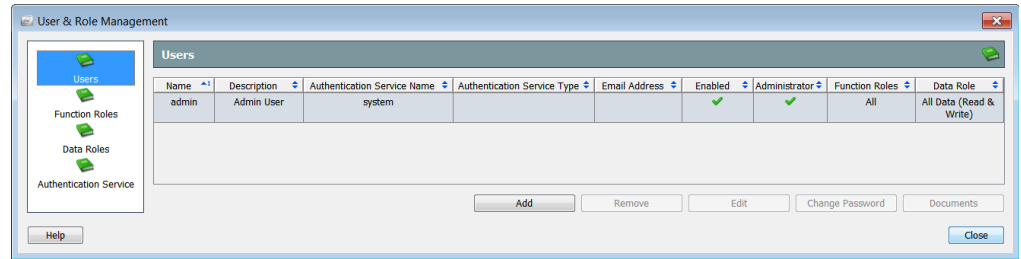 User & Role Management
Users
Function Roles
Data Roles
Authentication Service
Users
Name 1 Description Authentication Service Name Authentication Service Type Email Address Enabled Administrator Function Roles Data Role
admin Admin User system All All Data (Read &
Write)
Add Remove Edit Change Password Documents
Help Close